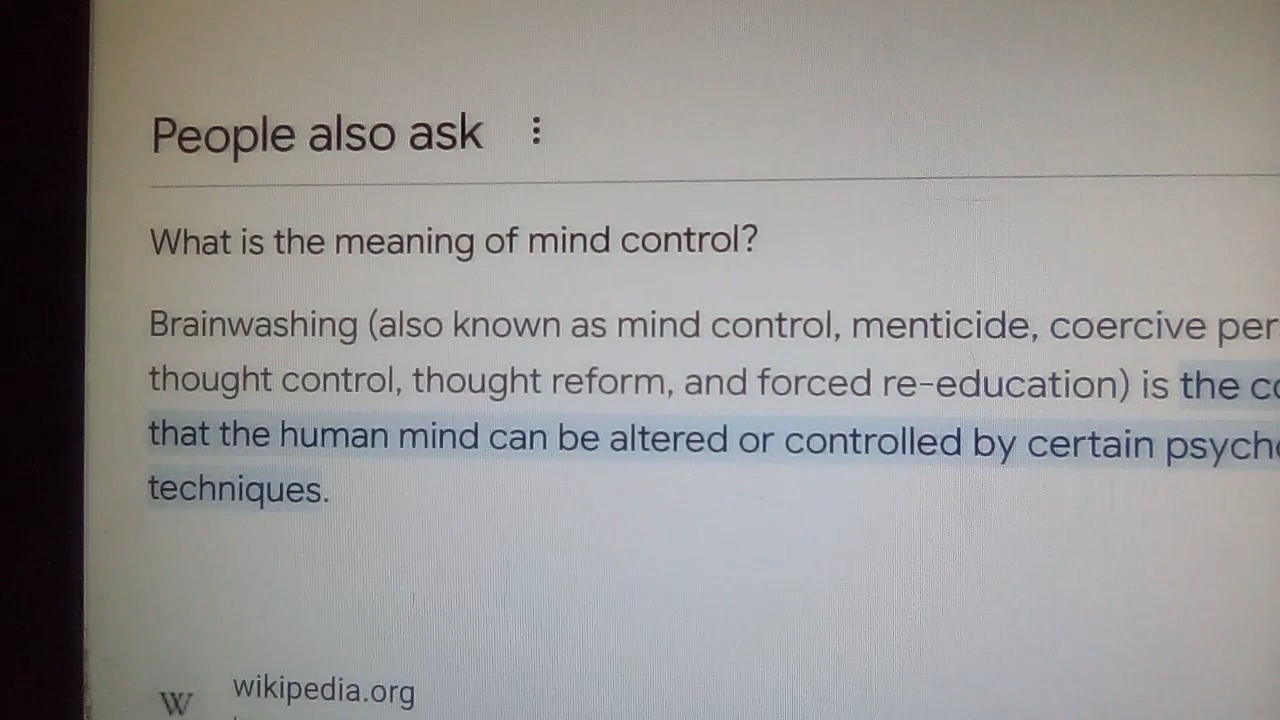 People also ask
What is the meaning of mind control?
Brainwashing (also known as mind control, menticide, coercive
thought control, thought reform, and forced re-education) is the
that the human mind can be altered or controlled by certain
techniques.
W wikipedia.org